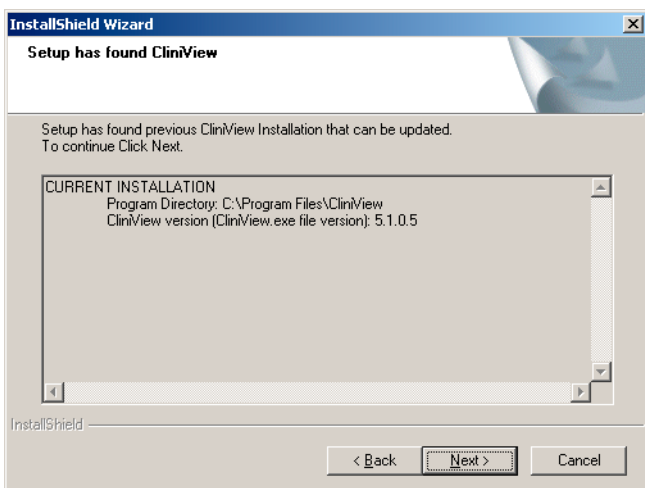 InstallShield Wizard
Setup has found CliniView
Setup has found previous CliniView Installation that can be updated.
To continue Click Next.
CURRENT INSTALLATION
Program Directory: C:\Program Files\CliniView
CliniView version (CliniView.exe file version): 5.1.0.5
InstallShield
< Back Next > Cancel